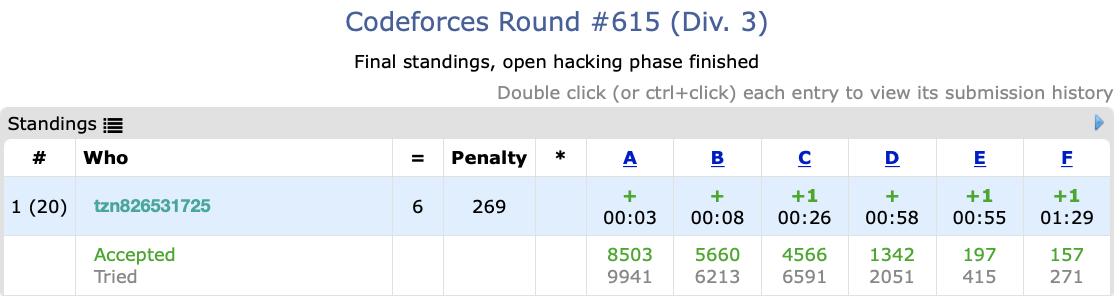 Codeforces Round #615 (Div. 3)
Final standings, open hacking phase finished
Double click (or ctrl+click) each entry to view its submission history
Standings
# Who = Penalty * A B C D E F
1 (20) tzn826531725 6 269 + + +1 + +1 +1
00:03 00:08 00:26 00:58 00:55 01:29
Accepted 8503 5660 4566 1342 197 157
Tried 9941 6213 6591 2051 415 271